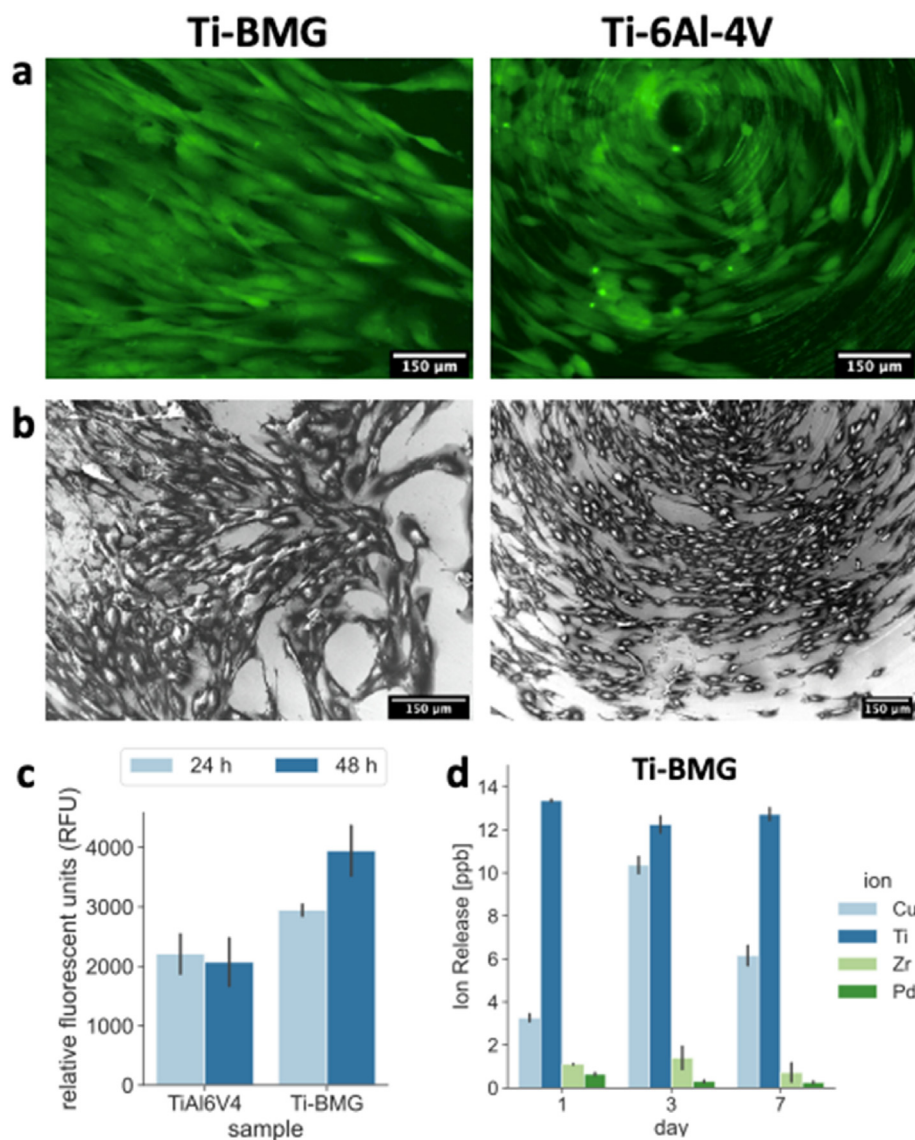 Ti-BMG
Ti-6Al-4V
a
150 µm
150 µm
b
150 µm
150 µm
c
24 h
48 h
relative fluorescent units (RFU)
4000
3000
2000
1000
0
TiAl6V4
Ti-BMG
sample
d
Ti-BMG
Ion Release [ppb]
14
12
10
8
6
4
2
0
1
3
7
day
ion
Cu
Ti
Zr
Pd